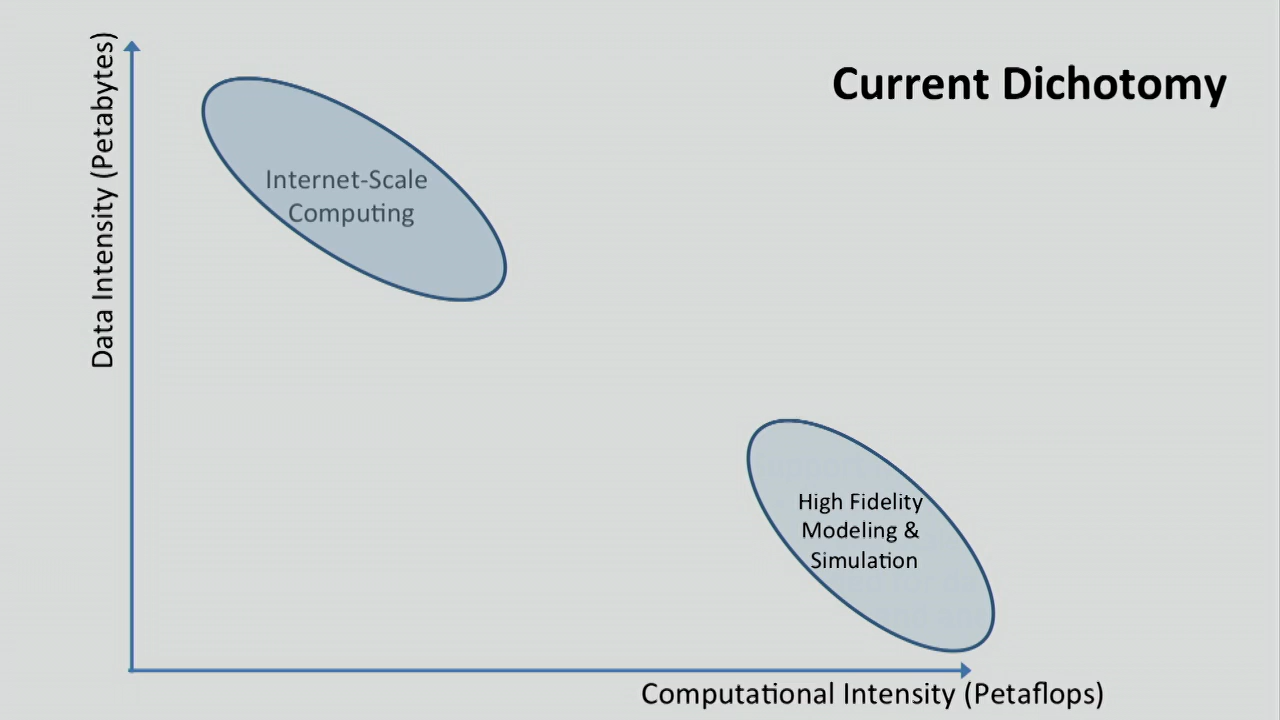 Current Dichotomy
Data Intensity (Petabytes)
Internet-Scale
Computing
High Fidelity
Modeling &
Simulation
Computational Intensity (Petaflops)